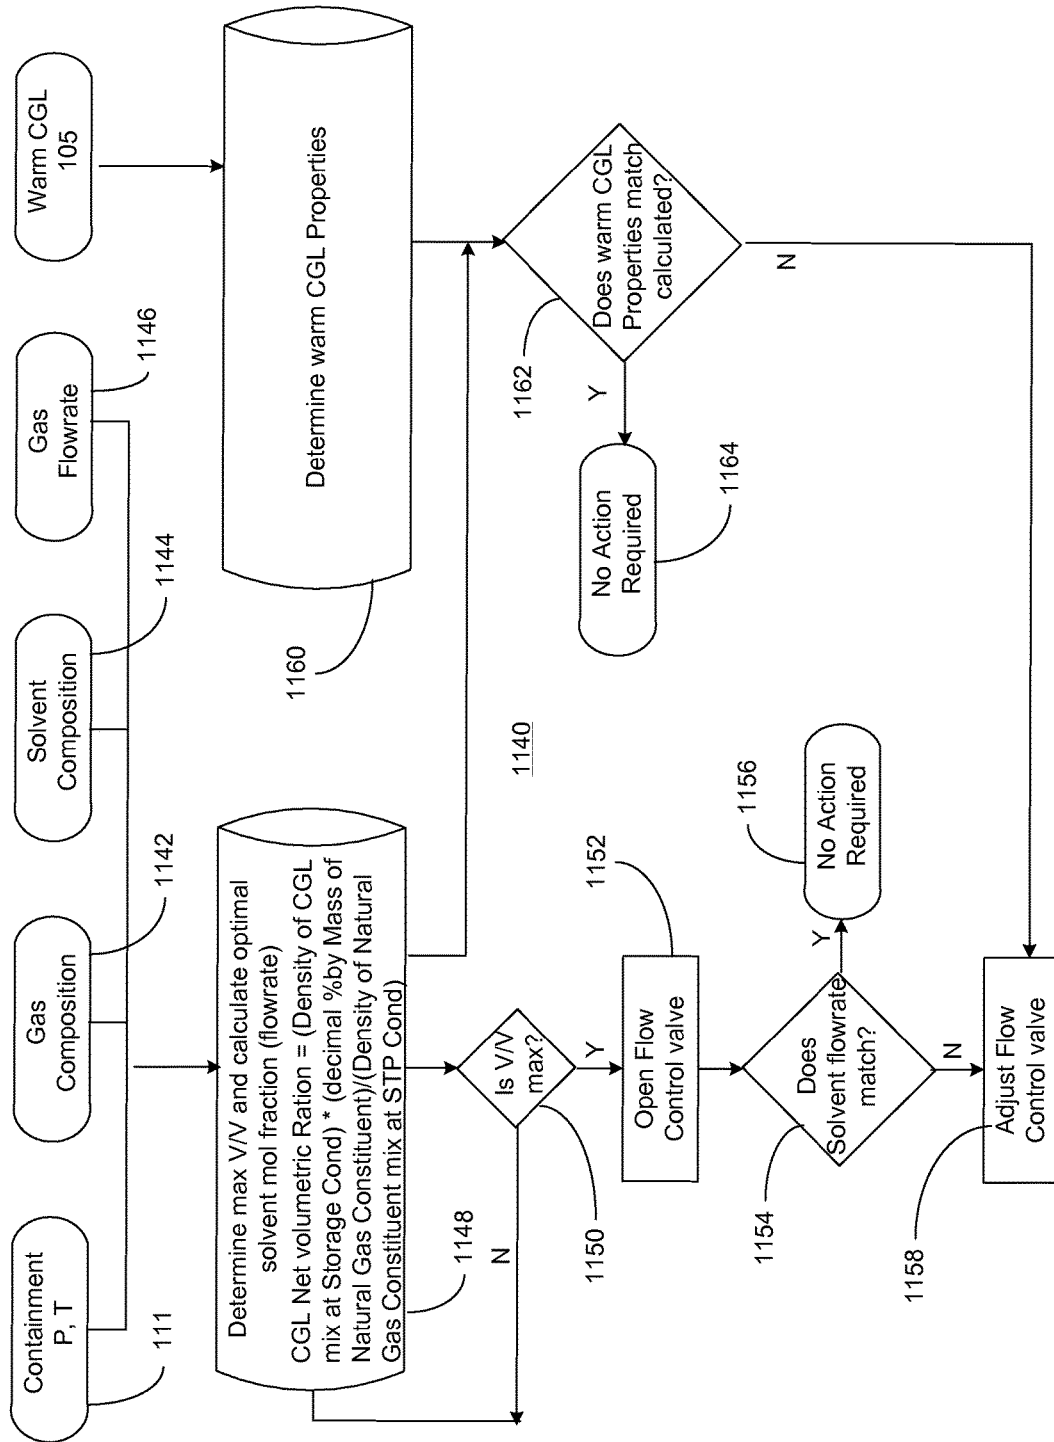 Containment
P, T
111
Gas
Composition
1142
Solvent
Composition
1144
Gas
Flowrate
1146
Warm CGL
105
Determine max V/V and calculate optimal
solvent mol fraction (flowrate)
CGL Net volumetric Ration = (Density of CGL
mix at Storage Cond) * (decimal %by Mass of
Natural Gas Constituent)/(Density of Natural
Gas Constituent mix at STP Cond)
1148
Determine warm CGL Properties
1160
1140
Is V/V
max?
1150
N
Y
Open Flow
Control valve
1152
Does
Solvent flowrate
match?
1154
Y
No Action
Required
1156
N
Adjust Flow
Control valve
1158
Does warm CGL
Properties match
calculated?
1162
Y
No Action
Required
1164
N